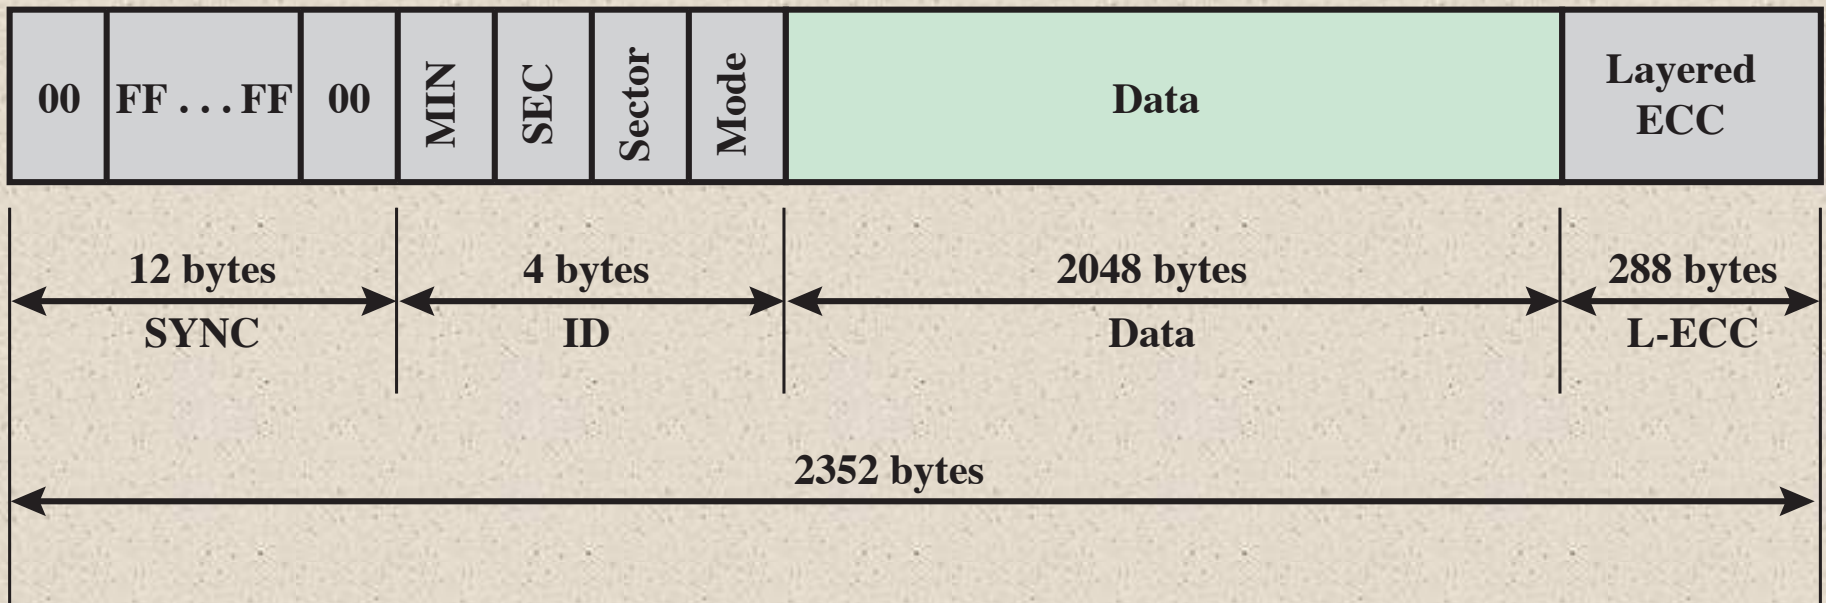 00 FF . . . FF 00 MIN SEC Sector Mode Data Layered
ECC
12 bytes 4 bytes 2048 bytes 288 bytes
SYNC ID Data L-ECC
2352 bytes